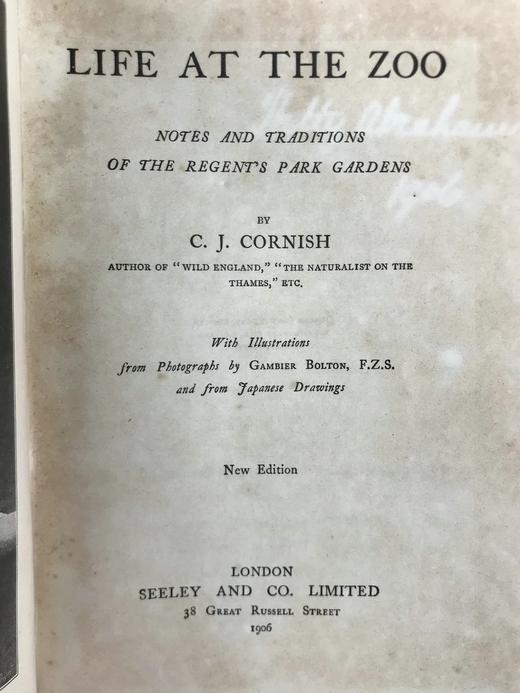 LIFE AT THE ZOO
NOTES AND TRADITIONS
OF THE REGENT'S PARK GARDENS
BY
C. J. CORNISH
AUTHOR OF "WILD ENGLAND," "THE NATURALIST ON THE
THAMES," ETC.
With Illustrations
from Photographs by GAMBIER BOLTON, F.Z.S.
and from Japanese Drawings
New Edition
LONDON
SEELEY AND CO. LIMITED
38 GREAT RUSSELL STREET
1906